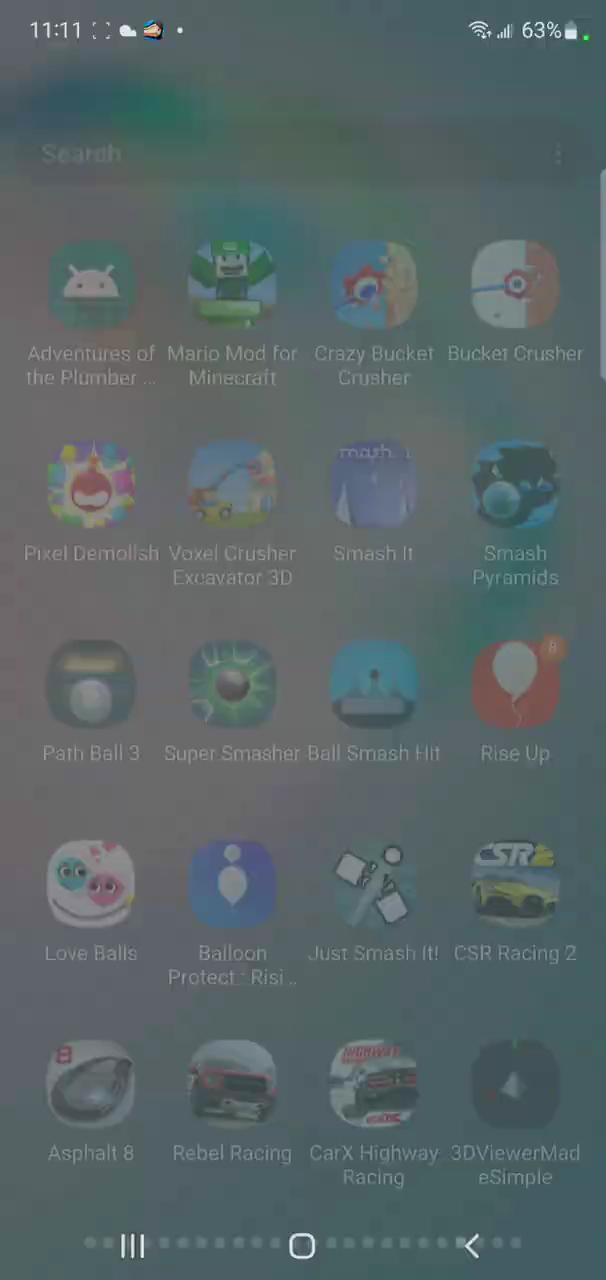 11:11
63%
Search
Adventures of
the Plumber ...
Mario Mod for
Minecraft
Crazy Bucket
Crusher
Bucket Crusher
Pixel Demolish
Voxel Crusher
Excavator 3D
Smash It
Smash
Pyramids
8
Path Ball 3
Super Smasher
Ball Smash Hit
Rise Up
Love Balls
Balloon
Protect : Risi...
Just Smash It!
CSR Racing 2
8
Asphalt 8
Rebel Racing
HIGHWAY
CarX Highway
Racing
3DViewerMad
eSimple